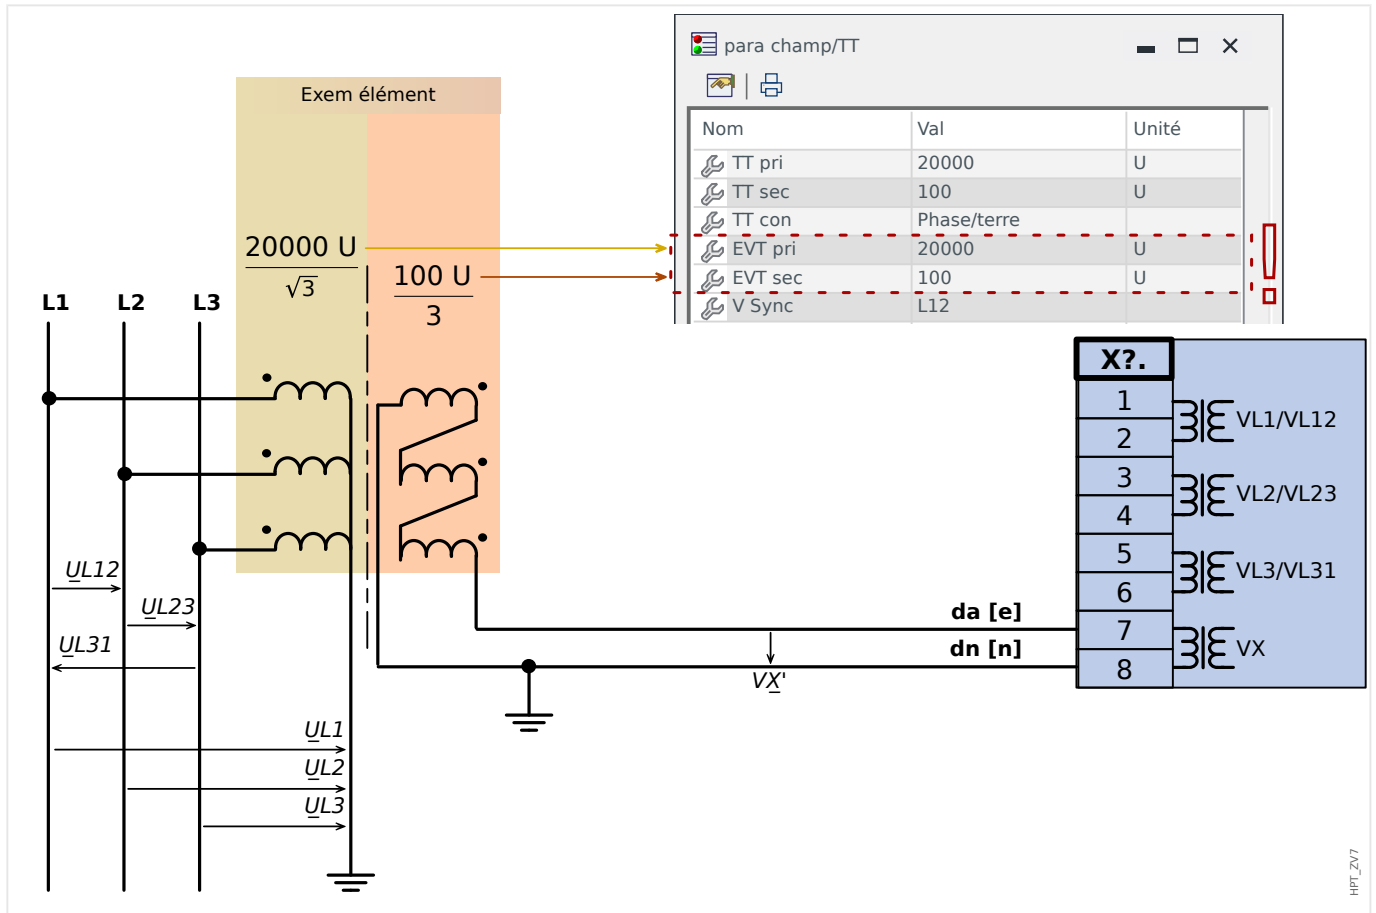 para champ/TT
Exem élément
Nom Val Unité
TT pri 20000 U
TT sec 100 U
TT con Phase/terre
EVT pri 20000 U
EVT sec 100 U
V Sync L12
20000 U
√3
100 U
3
L1 L2 L3
X?.
1
2
VL1/VL12
3
4
VL2/VL23
5
6
VL3/VL31
7
8
VX
UL12
UL23
UL31
da [e]
dn [n]
VX'
UL1
UL2
UL3
HPT_ZV7